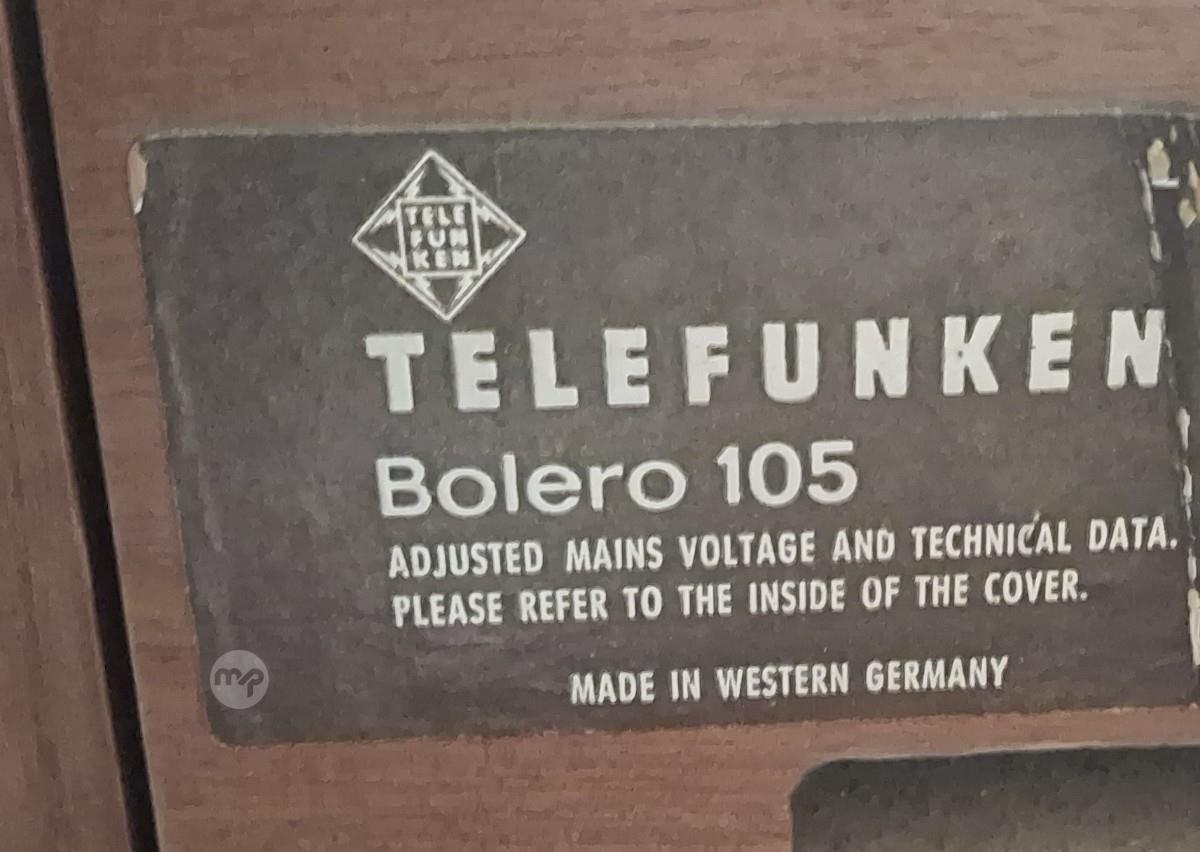 TELE
FUN
KEN
TELEFUNKEN
Bolero 105
ADJUSTED MAINS VOLTAGE AND TECHNICAL DATA.
PLEASE REFER TO THE INSIDE OF THE COVER.
MADE IN WESTERN GERMANY
mp